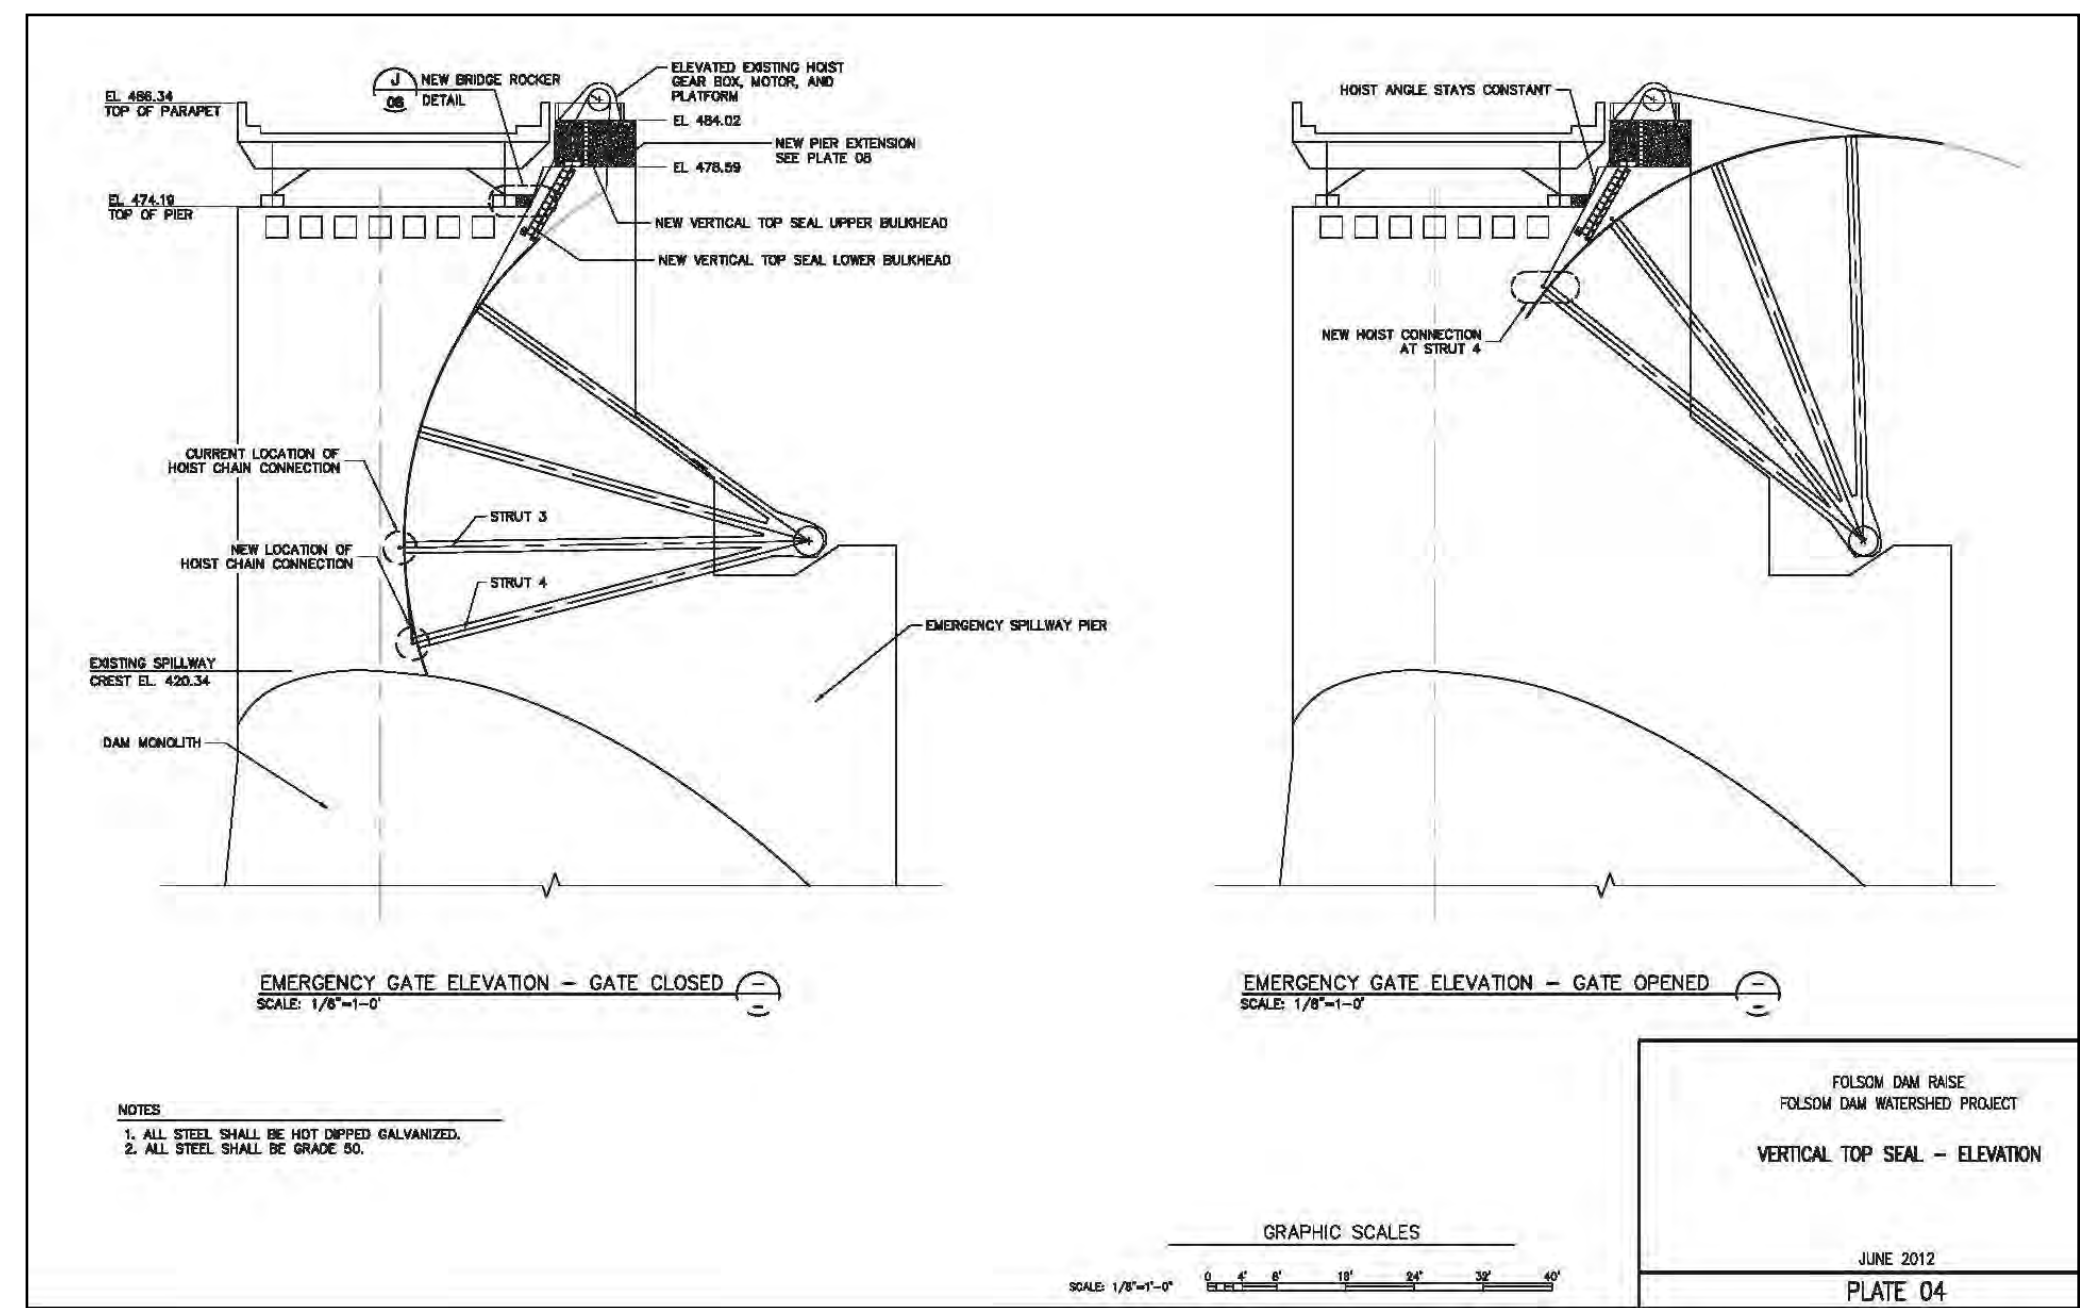 EL 486.34
TOP OF PARAPET
J
08
NEW BRIDGE ROCKER
DETAIL
ELEVATED EXISTING HOIST
GEAR BOX, MOTOR, AND
PLATFORM
EL 484.02
NEW PIER EXTENSION
SEE PLATE 08
EL 478.59
EL 474.19
TOP OF PIER
NEW VERTICAL TOP SEAL UPPER BULKHEAD
NEW VERTICAL TOP SEAL LOWER BULKHEAD
CURRENT LOCATION OF
HOIST CHAIN CONNECTION
NEW LOCATION OF
HOIST CHAIN CONNECTION
STRUT 3
STRUT 4
EMERGENCY SPILLWAY PIER
EXISTING SPILLWAY
CREST EL. 420.34
DAM MONOLITH
EMERGENCY GATE ELEVATION - GATE CLOSED
SCALE: 1/8"=1-0'
HOIST ANGLE STAYS CONSTANT
NEW HOIST CONNECTION
AT STRUT 4
EMERGENCY GATE ELEVATION - GATE OPENED
SCALE: 1/8"=1-0'
NOTES
1. ALL STEEL SHALL BE HOT DIPPED GALVANIZED.
2. ALL STEEL SHALL BE GRADE 50.
GRAPHIC SCALES
SCALE: 1/8"=1'-0"
0 4' 8' 16' 24' 32' 40'
FOLSOM DAM RAISE
FOLSOM DAM WATERSHED PROJECT
VERTICAL TOP SEAL - ELEVATION
JUNE 2012
PLATE 04